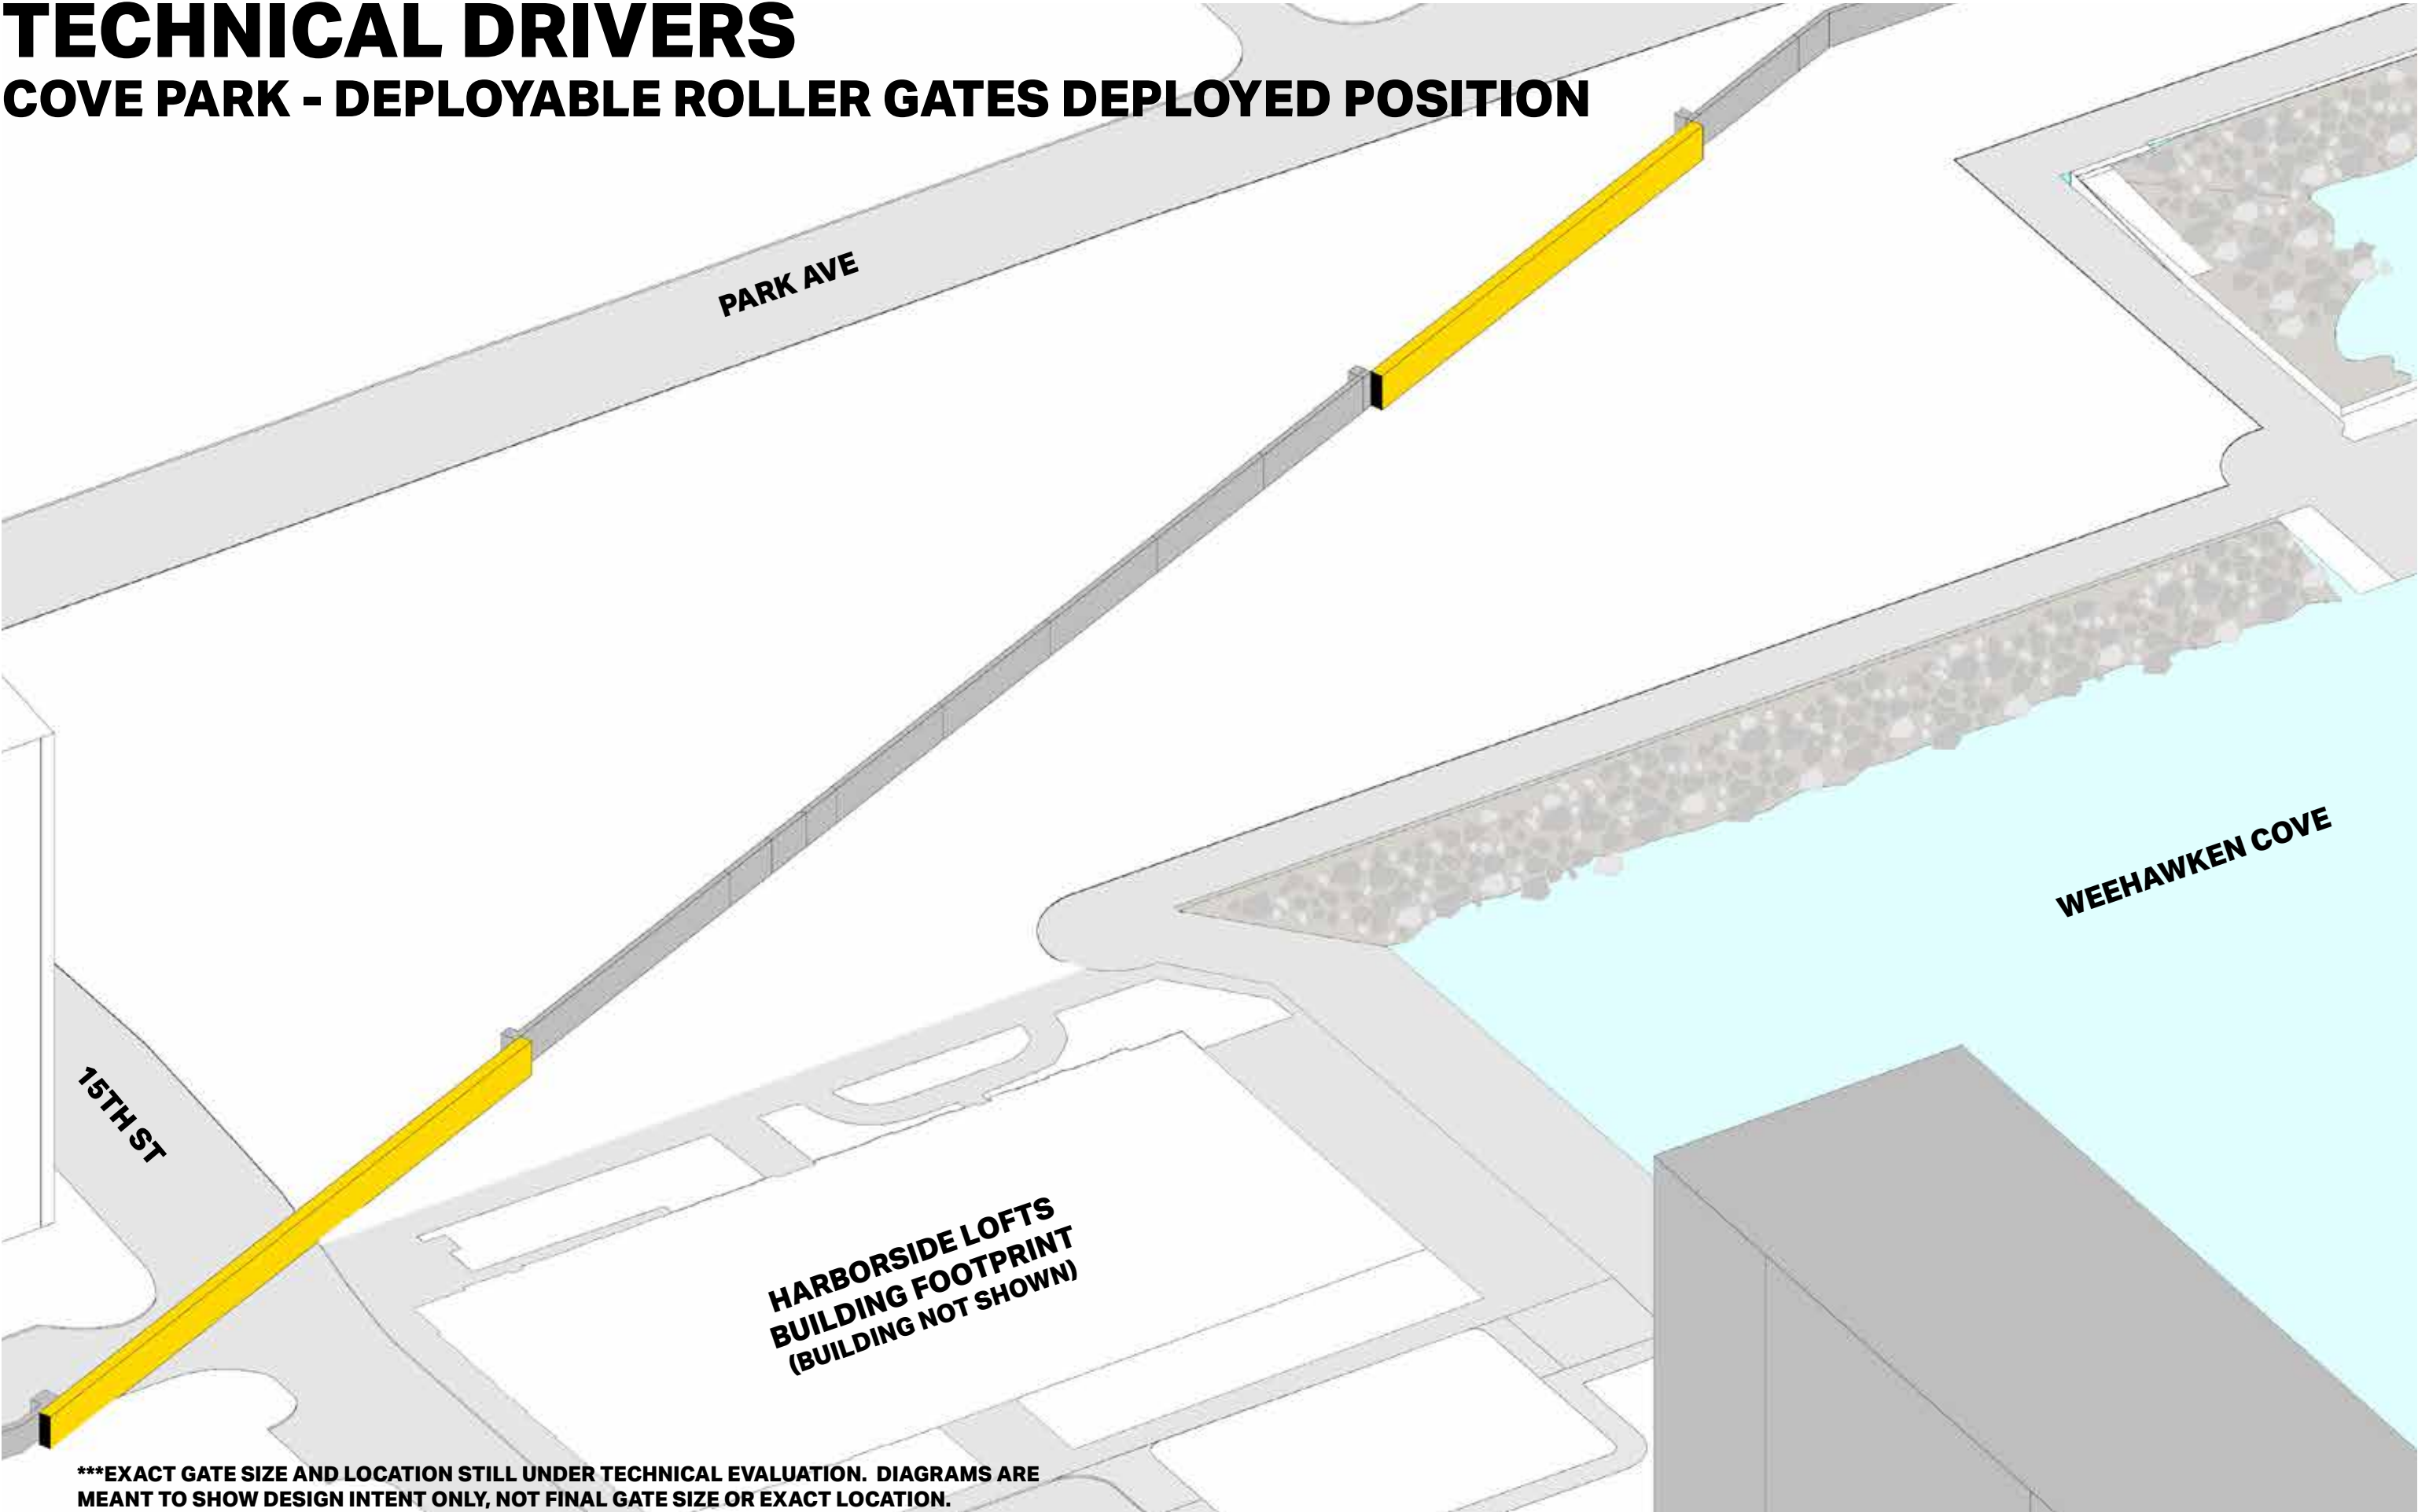 TECHNICAL DRIVERS
COVE PARK - DEPLOYABLE ROLLER GATES DEPLOYED POSITION
PARK AVE
WEEHAWKEN COVE
15TH ST
HARBORSIDE LOFTS
BUILDING FOOTPRINT
(BUILDING NOT SHOWN)
***EXACT GATE SIZE AND LOCATION STILL UNDER TECHNICAL EVALUATION. DIAGRAMS ARE
MEANT TO SHOW DESIGN INTENT ONLY, NOT FINAL GATE SIZE OR EXACT LOCATION.